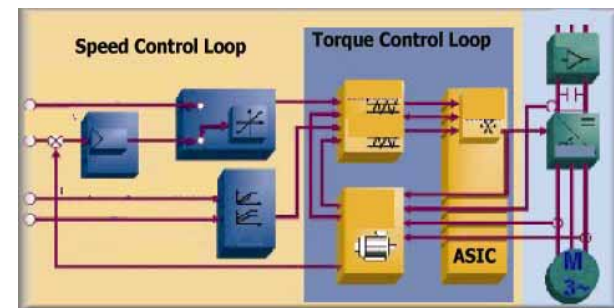 Speed Control Loop
Torque Control Loop
ASIC
M
3~